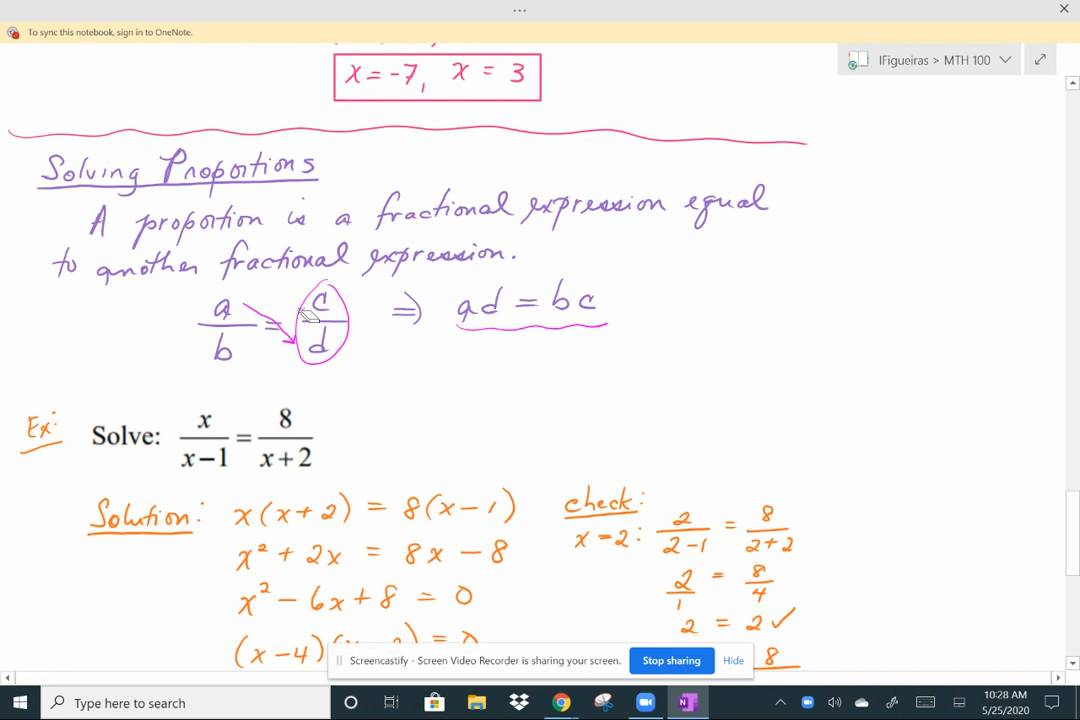 To sync this notebook, sign in to OneNote.
IFigueiras > MTH 100
x = -7, x = 3
Solving Proportions
A proportion is a fractional expression equal
to another fractional expression.
a/b = c/d ⇒ ad = bc
Ex:
Solve: x/(x−1) = 8/(x+2)
Solution: x(x+2) = 8(x−1)
x² + 2x = 8x − 8
x² − 6x + 8 = 0
(x−4)
check:
x = 2: 2/(2−1) = 8/(2+2)
2/1 = 8/4
2 = 2 ✓
8
Screencastify - Screen Video Recorder is sharing your screen.
Stop sharing
Hide
Type here to search
10:28 AM
5/25/2020